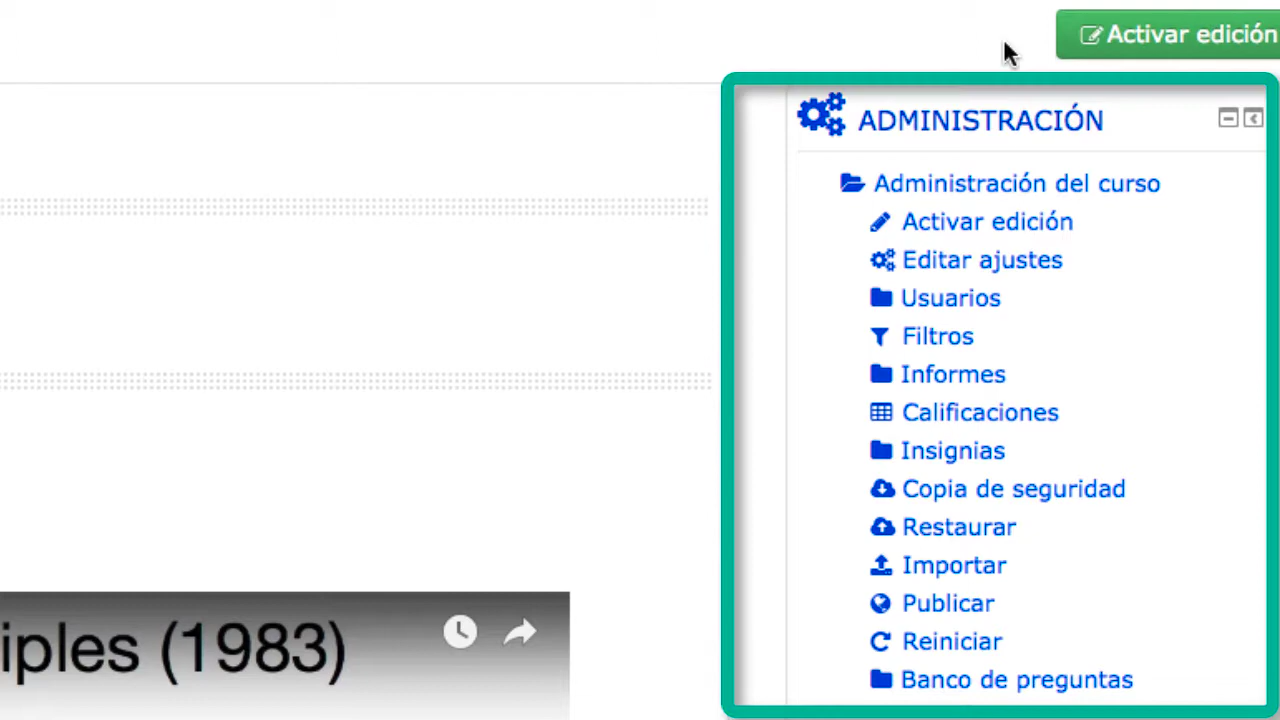 Activar edición
ADMINISTRACIÓN
Administración del curso
Activar edición
Editar ajustes
Usuarios
Filtros
Informes
Calificaciones
Insignias
Copia de seguridad
Restaurar
Importar
Publicar
Reiniciar
Banco de preguntas
iples (1983)